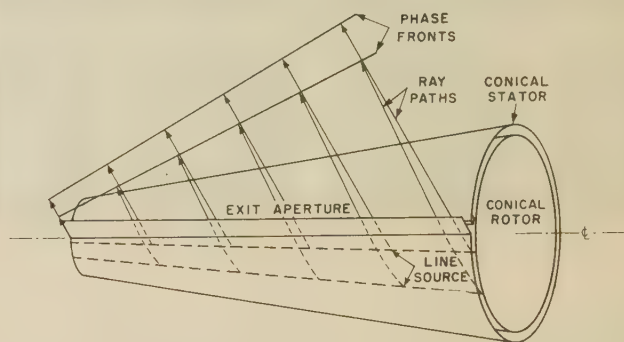 PHASE
FRONTS
RAY
PATHS
CONICAL
STATOR
EXIT APERTURE
CONICAL
ROTOR
LINE
SOURCE
℄